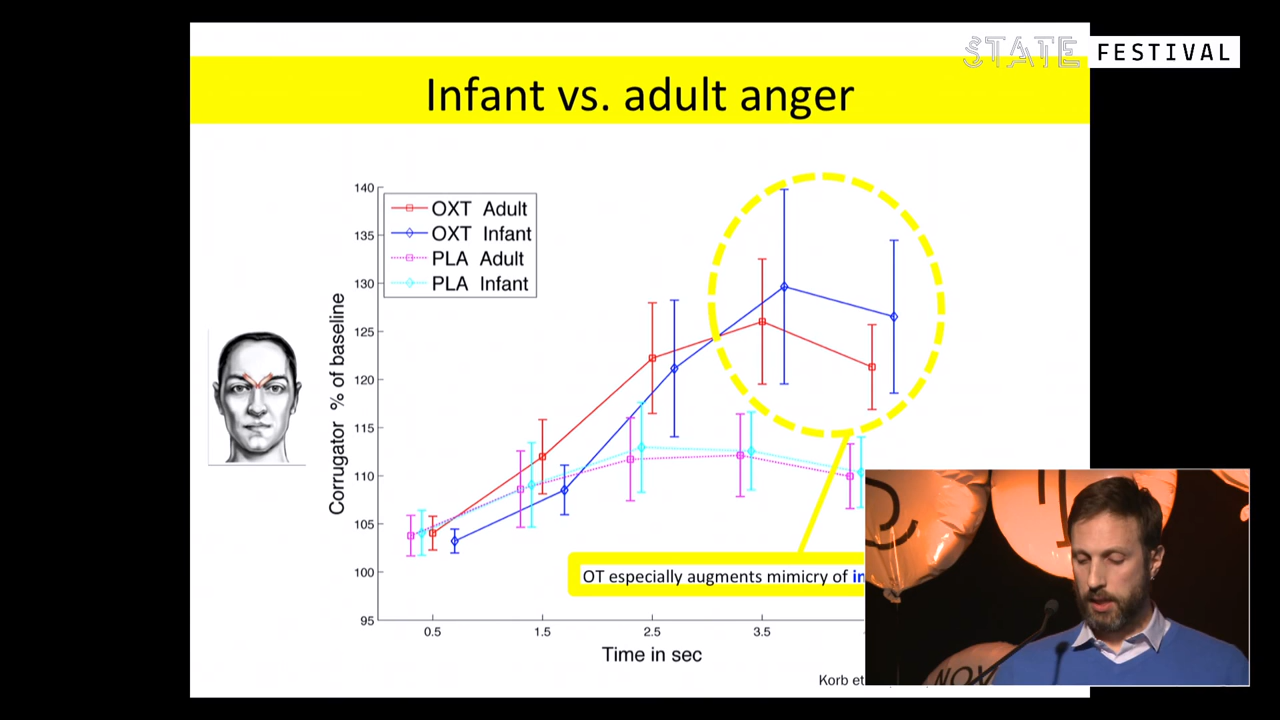 STATE FESTIVAL
Infant vs. adult anger
140
135
130
125
120
115
110
105
100
95
OXT Adult
OXT Infant
PLA Adult
PLA Infant
Corrugator % of baseline
OT especially augments mimicry of in
0.5
1.5
2.5
3.5
Time in sec
Korb et
NOX